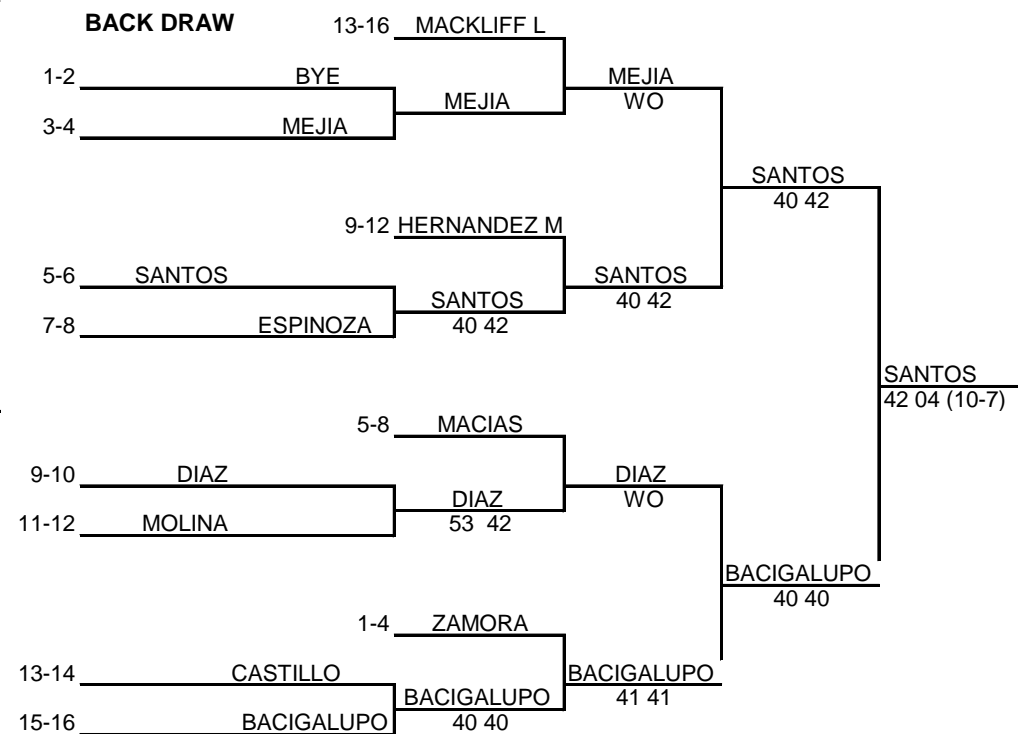 BACK DRAW
13-16 MACKLIFF L
1-2 BYE MEJIA
MEJIA WO
3-4 MEJIA
SANTOS
40 42
9-12 HERNANDEZ M
5-6 SANTOS SANTOS
SANTOS 40 42
7-8 ESPINOZA 40 42
SANTOS
42 04 (10-7)
5-8 MACIAS
9-10 DIAZ DIAZ
DIAZ WO
11-12 MOLINA 53 42
BACIGALUPO
40 40
1-4 ZAMORA
13-14 CASTILLO BACIGALUPO
BACIGALUPO 41 41
15-16 BACIGALUPO 40 40